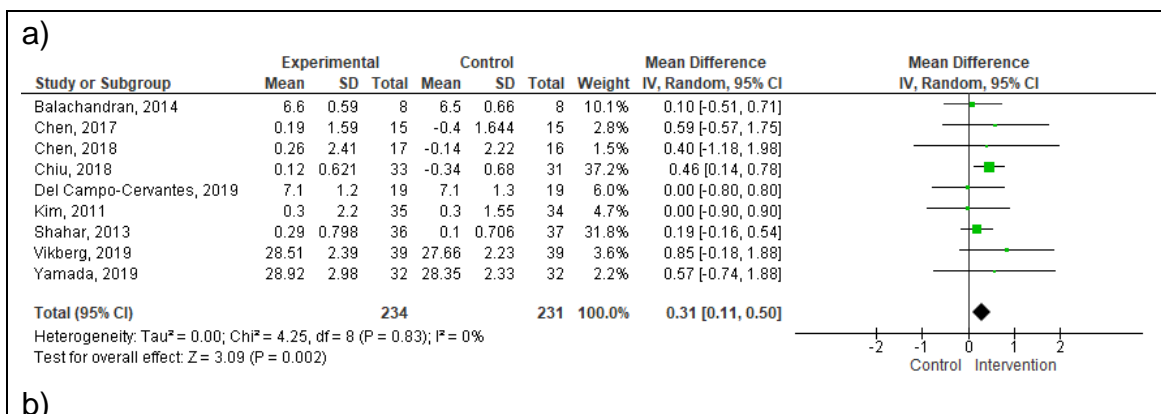 a)
Experimental Control Mean Difference Mean Difference
Study or Subgroup Mean SD Total Mean SD Total Weight IV, Random, 95% CI IV, Random, 95% CI
Balachandran, 2014 6.6 0.59 8 6.5 0.66 8 10.1% 0.10 [-0.51, 0.71]
Chen, 2017 0.19 1.59 15 -0.4 1.644 15 2.8% 0.59 [-0.57, 1.75]
Chen, 2018 0.26 2.41 17 -0.14 2.22 16 1.5% 0.40 [-1.18, 1.98]
Chiu, 2018 0.12 0.621 33 -0.34 0.68 31 37.2% 0.46 [0.14, 0.78]
Del Campo-Cervantes, 2019 7.1 1.2 19 7.1 1.3 19 6.0% 0.00 [-0.80, 0.80]
Kim, 2011 0.3 2.2 35 0.3 1.55 34 4.7% 0.00 [-0.90, 0.90]
Shahar, 2013 0.29 0.798 36 0.1 0.706 37 31.8% 0.19 [-0.16, 0.54]
Vikberg, 2019 28.51 2.39 39 27.66 2.23 39 3.6% 0.85 [-0.18, 1.88]
Yamada, 2019 28.92 2.98 32 28.35 2.33 32 2.2% 0.57 [-0.74, 1.88]
Total (95% CI) 234 231 100.0% 0.31 [0.11, 0.50]
Heterogeneity: Tau² = 0.00; Chi² = 4.25, df = 8 (P = 0.83); I² = 0%
Test for overall effect: Z = 3.09 (P = 0.002)
-2 -1 0 1 2
Control Intervention
b)